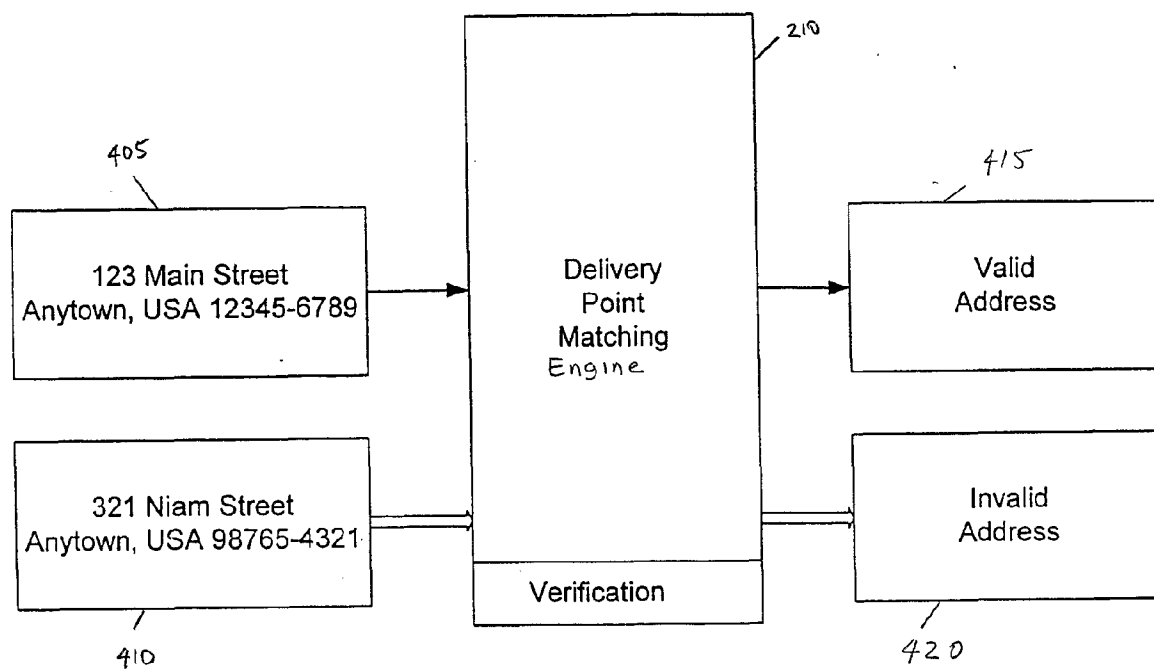 210
405
415
123 Main Street
Anytown, USA 12345-6789
Delivery
Point
Matching
Engine
Valid
Address
321 Niam Street
Anytown, USA 98765-4321
Invalid
Address
Verification
410
420